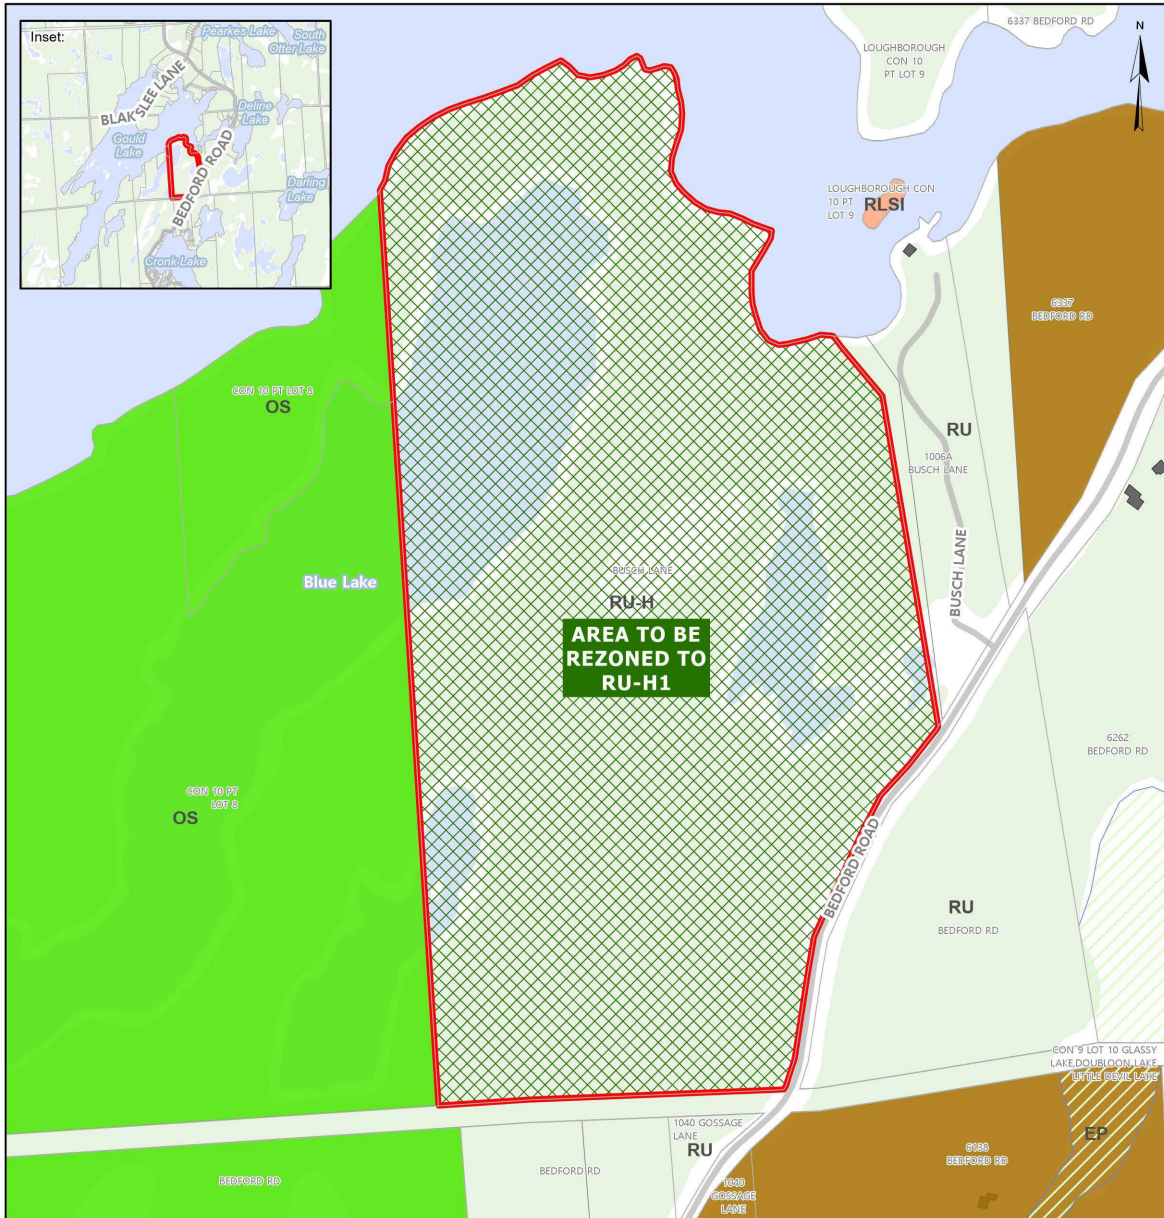 Inset:
Pearkes Lake
South
Otter Lake
BLAKSLEE LANE
Deline
Lake
Gould
Lake
BEDFORD ROAD
Darling
Lake
Cronk Lake
6337 BEDFORD RD
N
LOUGHBOROUGH
CON 10
PT LOT 9
LOUGHBOROUGH CON
10 PT
LOT 9
RLSI
6337
BEDFORD RD
CON 10 PT LOT 8
OS
RU
1006A
BUSCH LANE
BUSCH LANE
Blue Lake
BUSCH LANE
RU-H
AREA TO BE
REZONED TO
RU-H1
6262
BEDFORD RD
CON 10 PT
LOT 8
OS
BEDFORD ROAD
RU
BEDFORD RD
CON 9 LOT 10 GLASSY
LAKE,DOUBLOON LAKE
LITTLE DEVIL LAKE
1040 GOSSAGE
LANE
RU
EP
6138
BEDFORD RD
BEDFORD RD
BEDFORD RD
1040
GOSSAGE
LANE